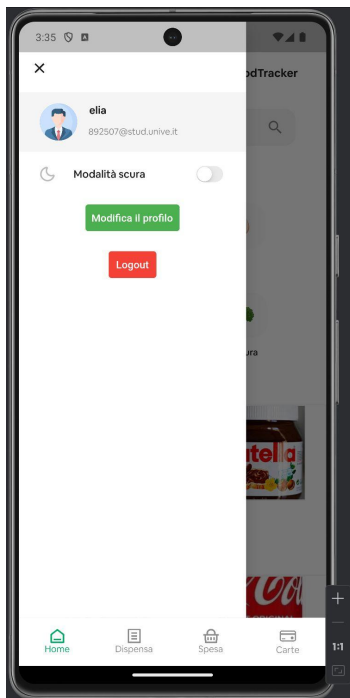 3:35
odTracker
elia
892507@stud.unive.it
Modalità scura
Modifica il profilo
Logout
ura
tella
Home
Dispensa
Spesa
Carte
1:1